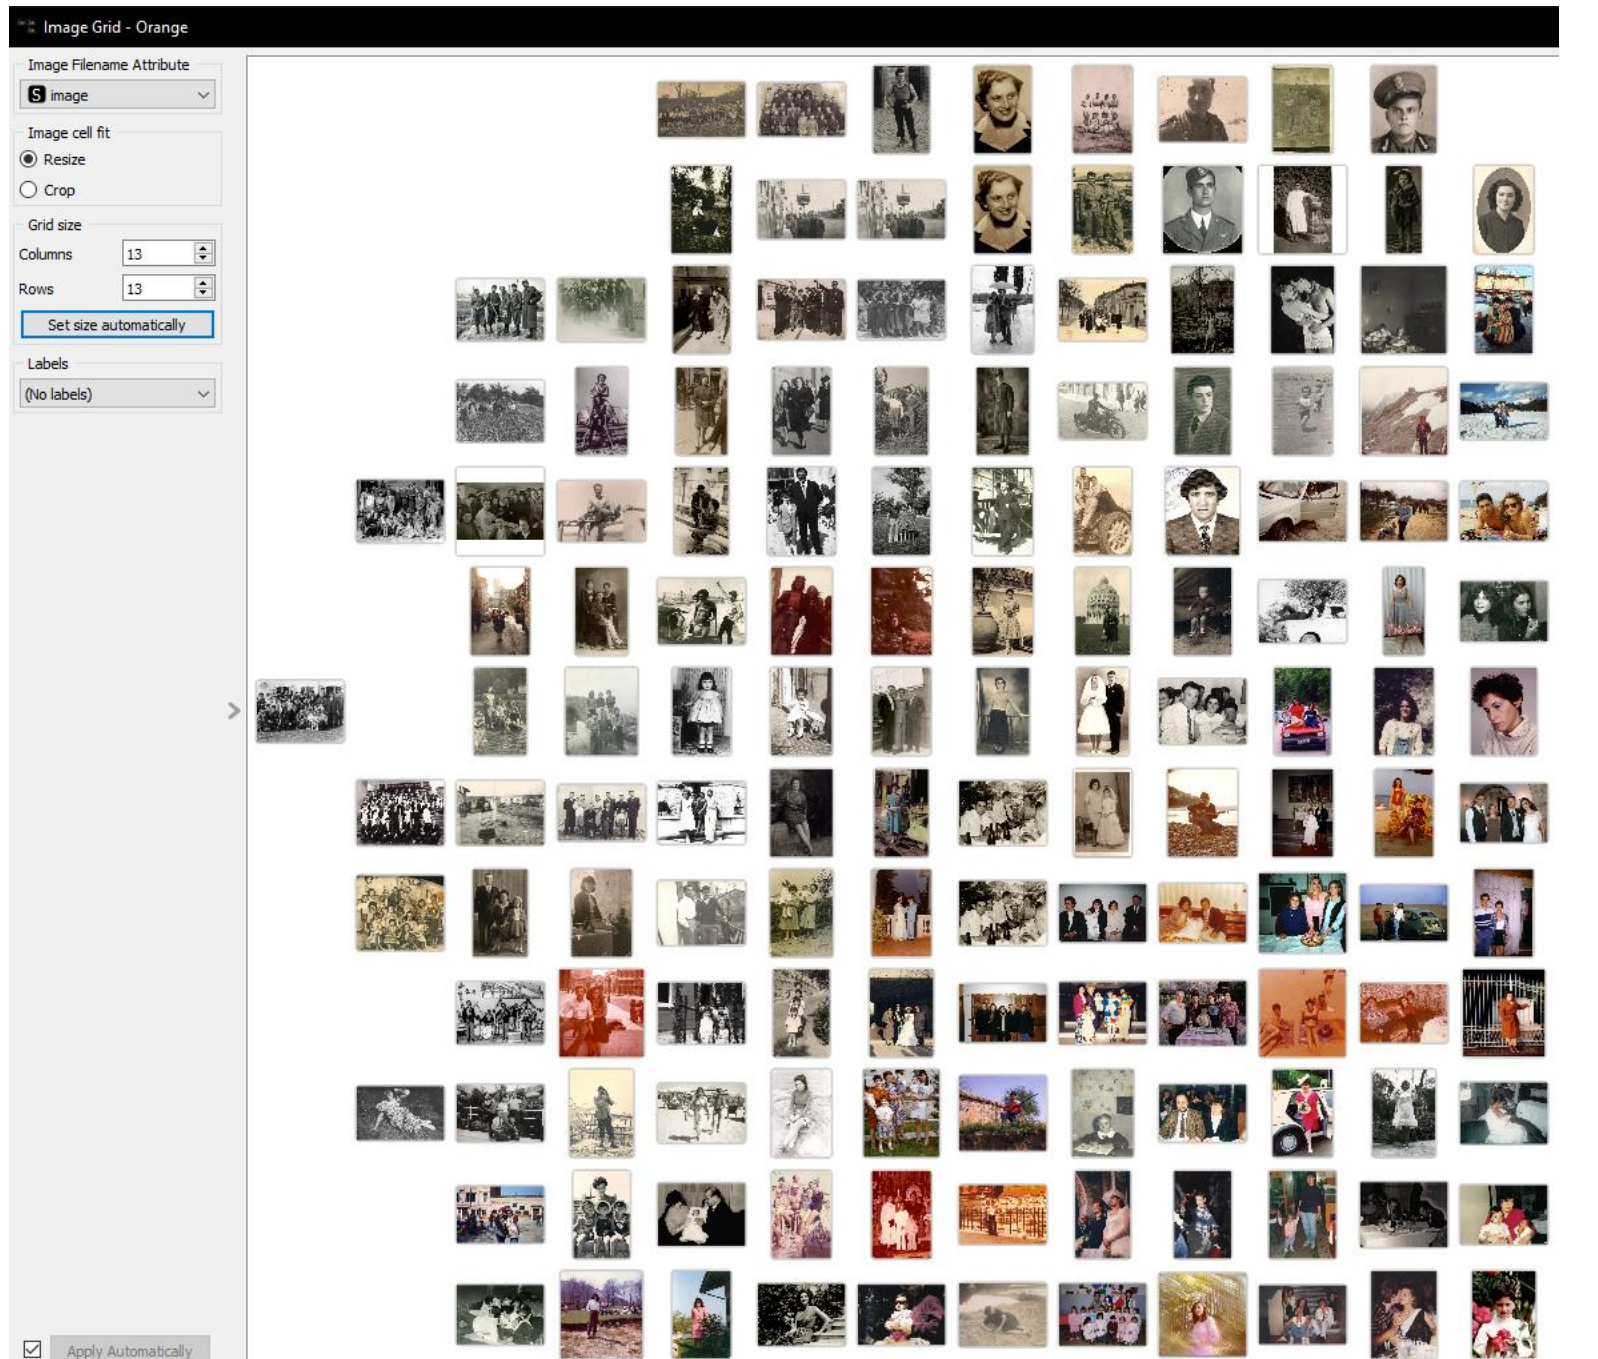 Image Grid - Orange
Image Filename Attribute
S image
Image cell fit
Resize
Crop
Grid size
Columns 13
Rows 13
Set size automatically
Labels
(No labels)
Apply Automatically